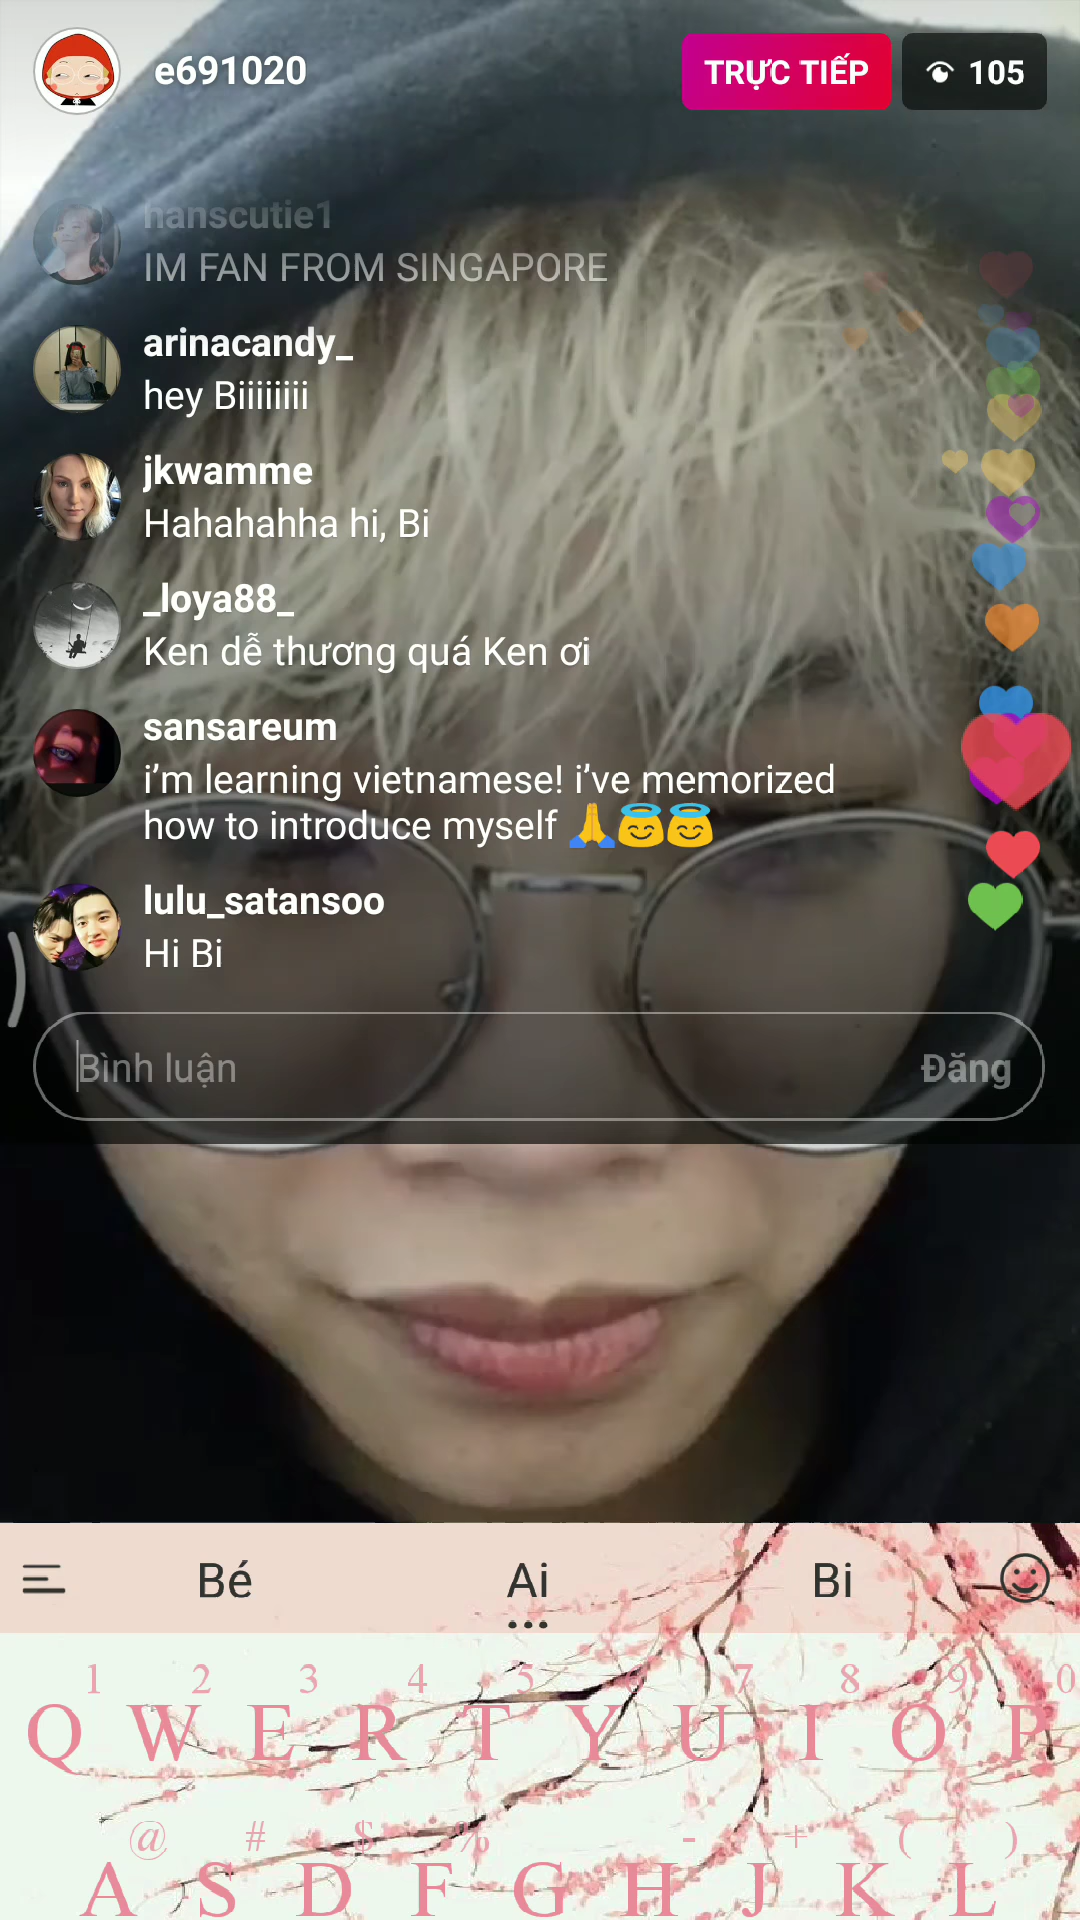 e691020
TRỰC TIẾP
105
hanscutie1
IM FAN FROM SINGAPORE
arinacandy_
hey Biiiiiiii
jkwamme
Hahahahha hi, Bi
_loya88_
Ken dễ thương quá Ken ơi
sansareum
i’m learning vietnamese! i’ve memorized
how to introduce myself 🙏😇😇
lulu_satansoo
Hi Bi
Bình luận Đăng
Bé Ai Bi
1 2 3 4 5 7 8 9 0
Q W E R T Y U I O P
@ # $ % - + ( )
A S D F G H J K L